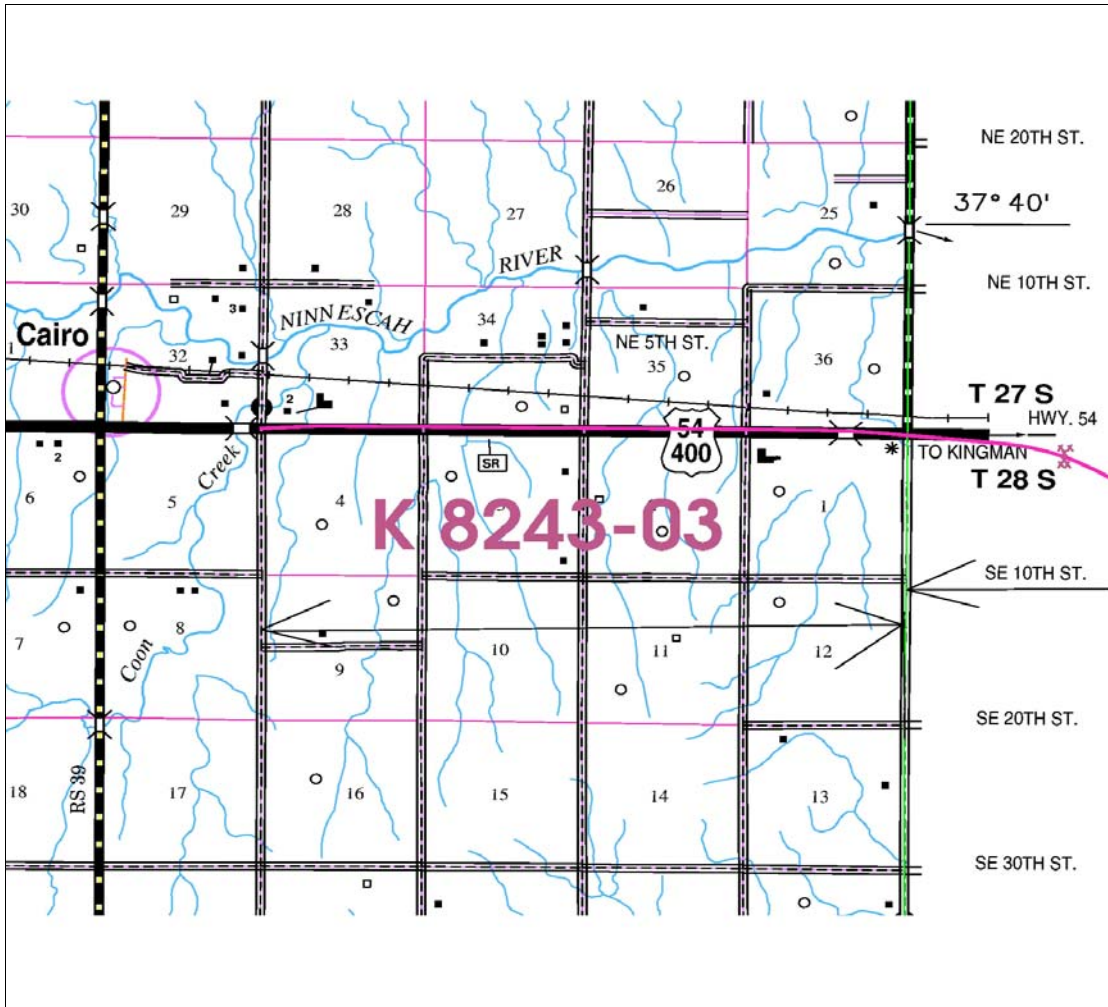 NE 20TH ST.
26
30
29
28
27
25
37° 40'
RIVER
NE 10TH ST.
3
NINNESCAH
34
Cairo
33
NE 5TH ST.
32
35
36
T 27 S
2
HWY. 54
54
400
TO KINGMAN
2
SR
Creek
T 28 S
6
5
4
1
K 8243-03
SE 10TH ST.
7
8
Coon
9
10
11
12
SE 20TH ST.
RS 39
18
17
16
15
14
13
SE 30TH ST.